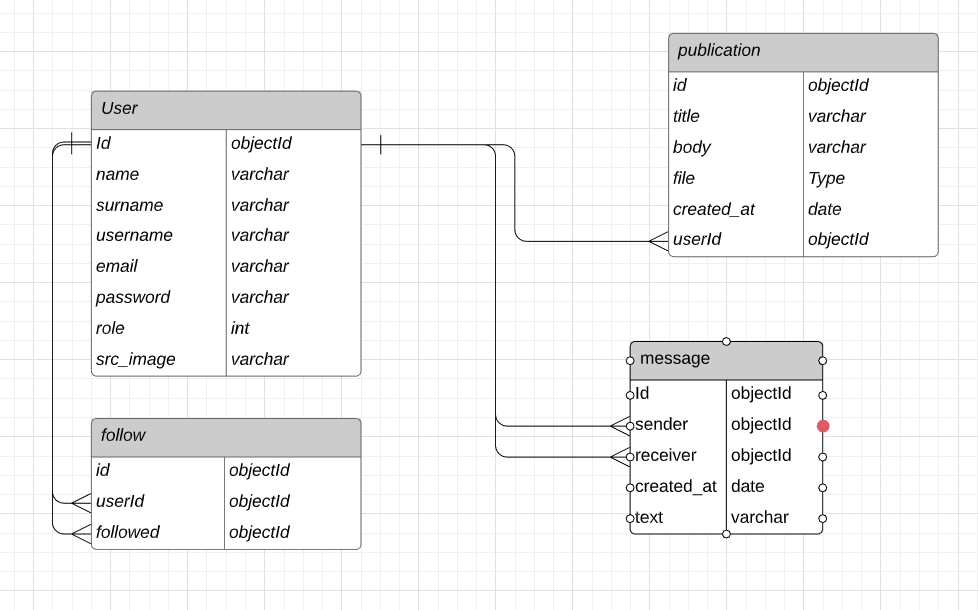 User
Id objectId
name varchar
surname varchar
username varchar
email varchar
password varchar
role int
src_image varchar
follow
id objectId
userId objectId
followed objectId
publication
id objectId
title varchar
body varchar
file Type
created_at date
userId objectId
message
Id objectId
sender objectId
receiver objectId
created_at date
text varchar